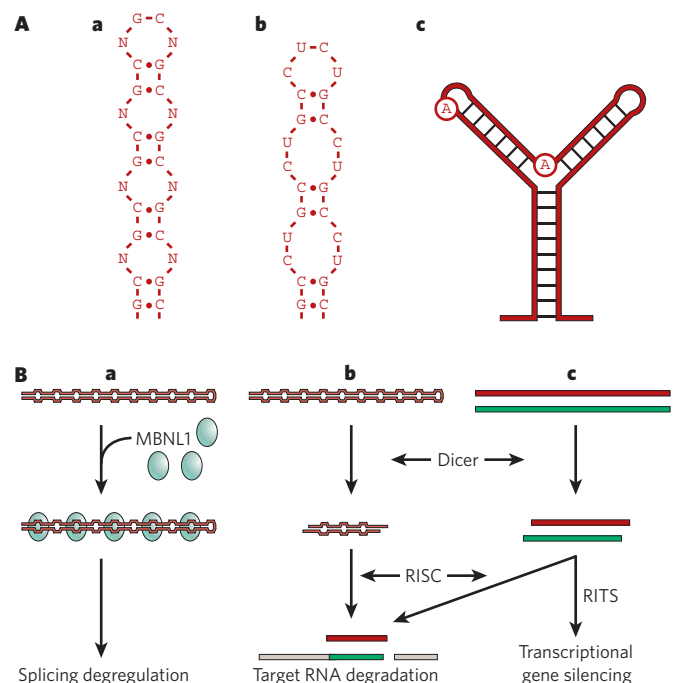 A a b c
G C
N N
C G
G C
N N
C G
G C
N N
C G
G C
N N
C G
G C
U C
C U
C G
G C
U C
C U
C G
G C
U C
C U
C G
G C
A
A
B a b c
MBNL1
Dicer
RISC
RITS
Splicing degregulation
Target RNA degradation
Transcriptional
gene silencing